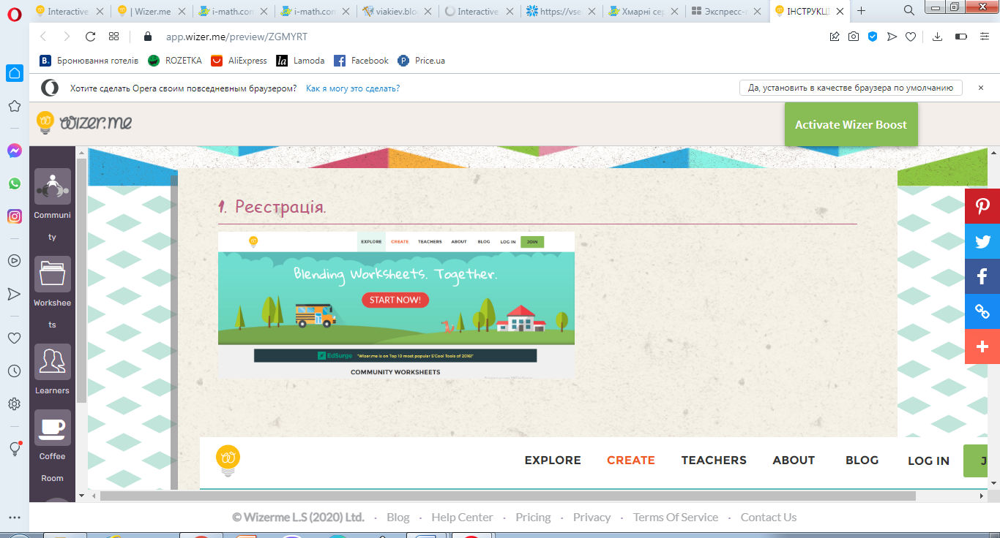 Interactive
| Wizer.me
i-math.con
i-math.con
viakiev.blo
Interactive
https://vse
Хмарні сер
Экспресс-
ІНСТРУКЦІ
app.wizer.me/preview/ZGMYRT
Бронювання готелів
ROZETKA
AliExpress
Lamoda
Facebook
Price.ua
Хотите сделать Opera своим повседневным браузером?
Как я могу это сделать?
Да, установить в качестве браузера по умолчанию
wizer.me
Activate Wizer Boost
Communi
ty
Workshee
ts
Learners
Coffee
Room
1. Реєстрація.
EXPLORE CREATE TEACHERS ABOUT BLOG LOG IN JOIN
Blending Worksheets. Together.
START NOW!
EdSurge "Wizer.me is on Top 10 most popular S'Cool Tools of 2016!"
COMMUNITY WORKSHEETS
EXPLORE CREATE TEACHERS ABOUT BLOG LOG IN J
© Wizerme L.S (2020) Ltd. · Blog · Help Center · Pricing · Privacy · Terms Of Service · Contact Us